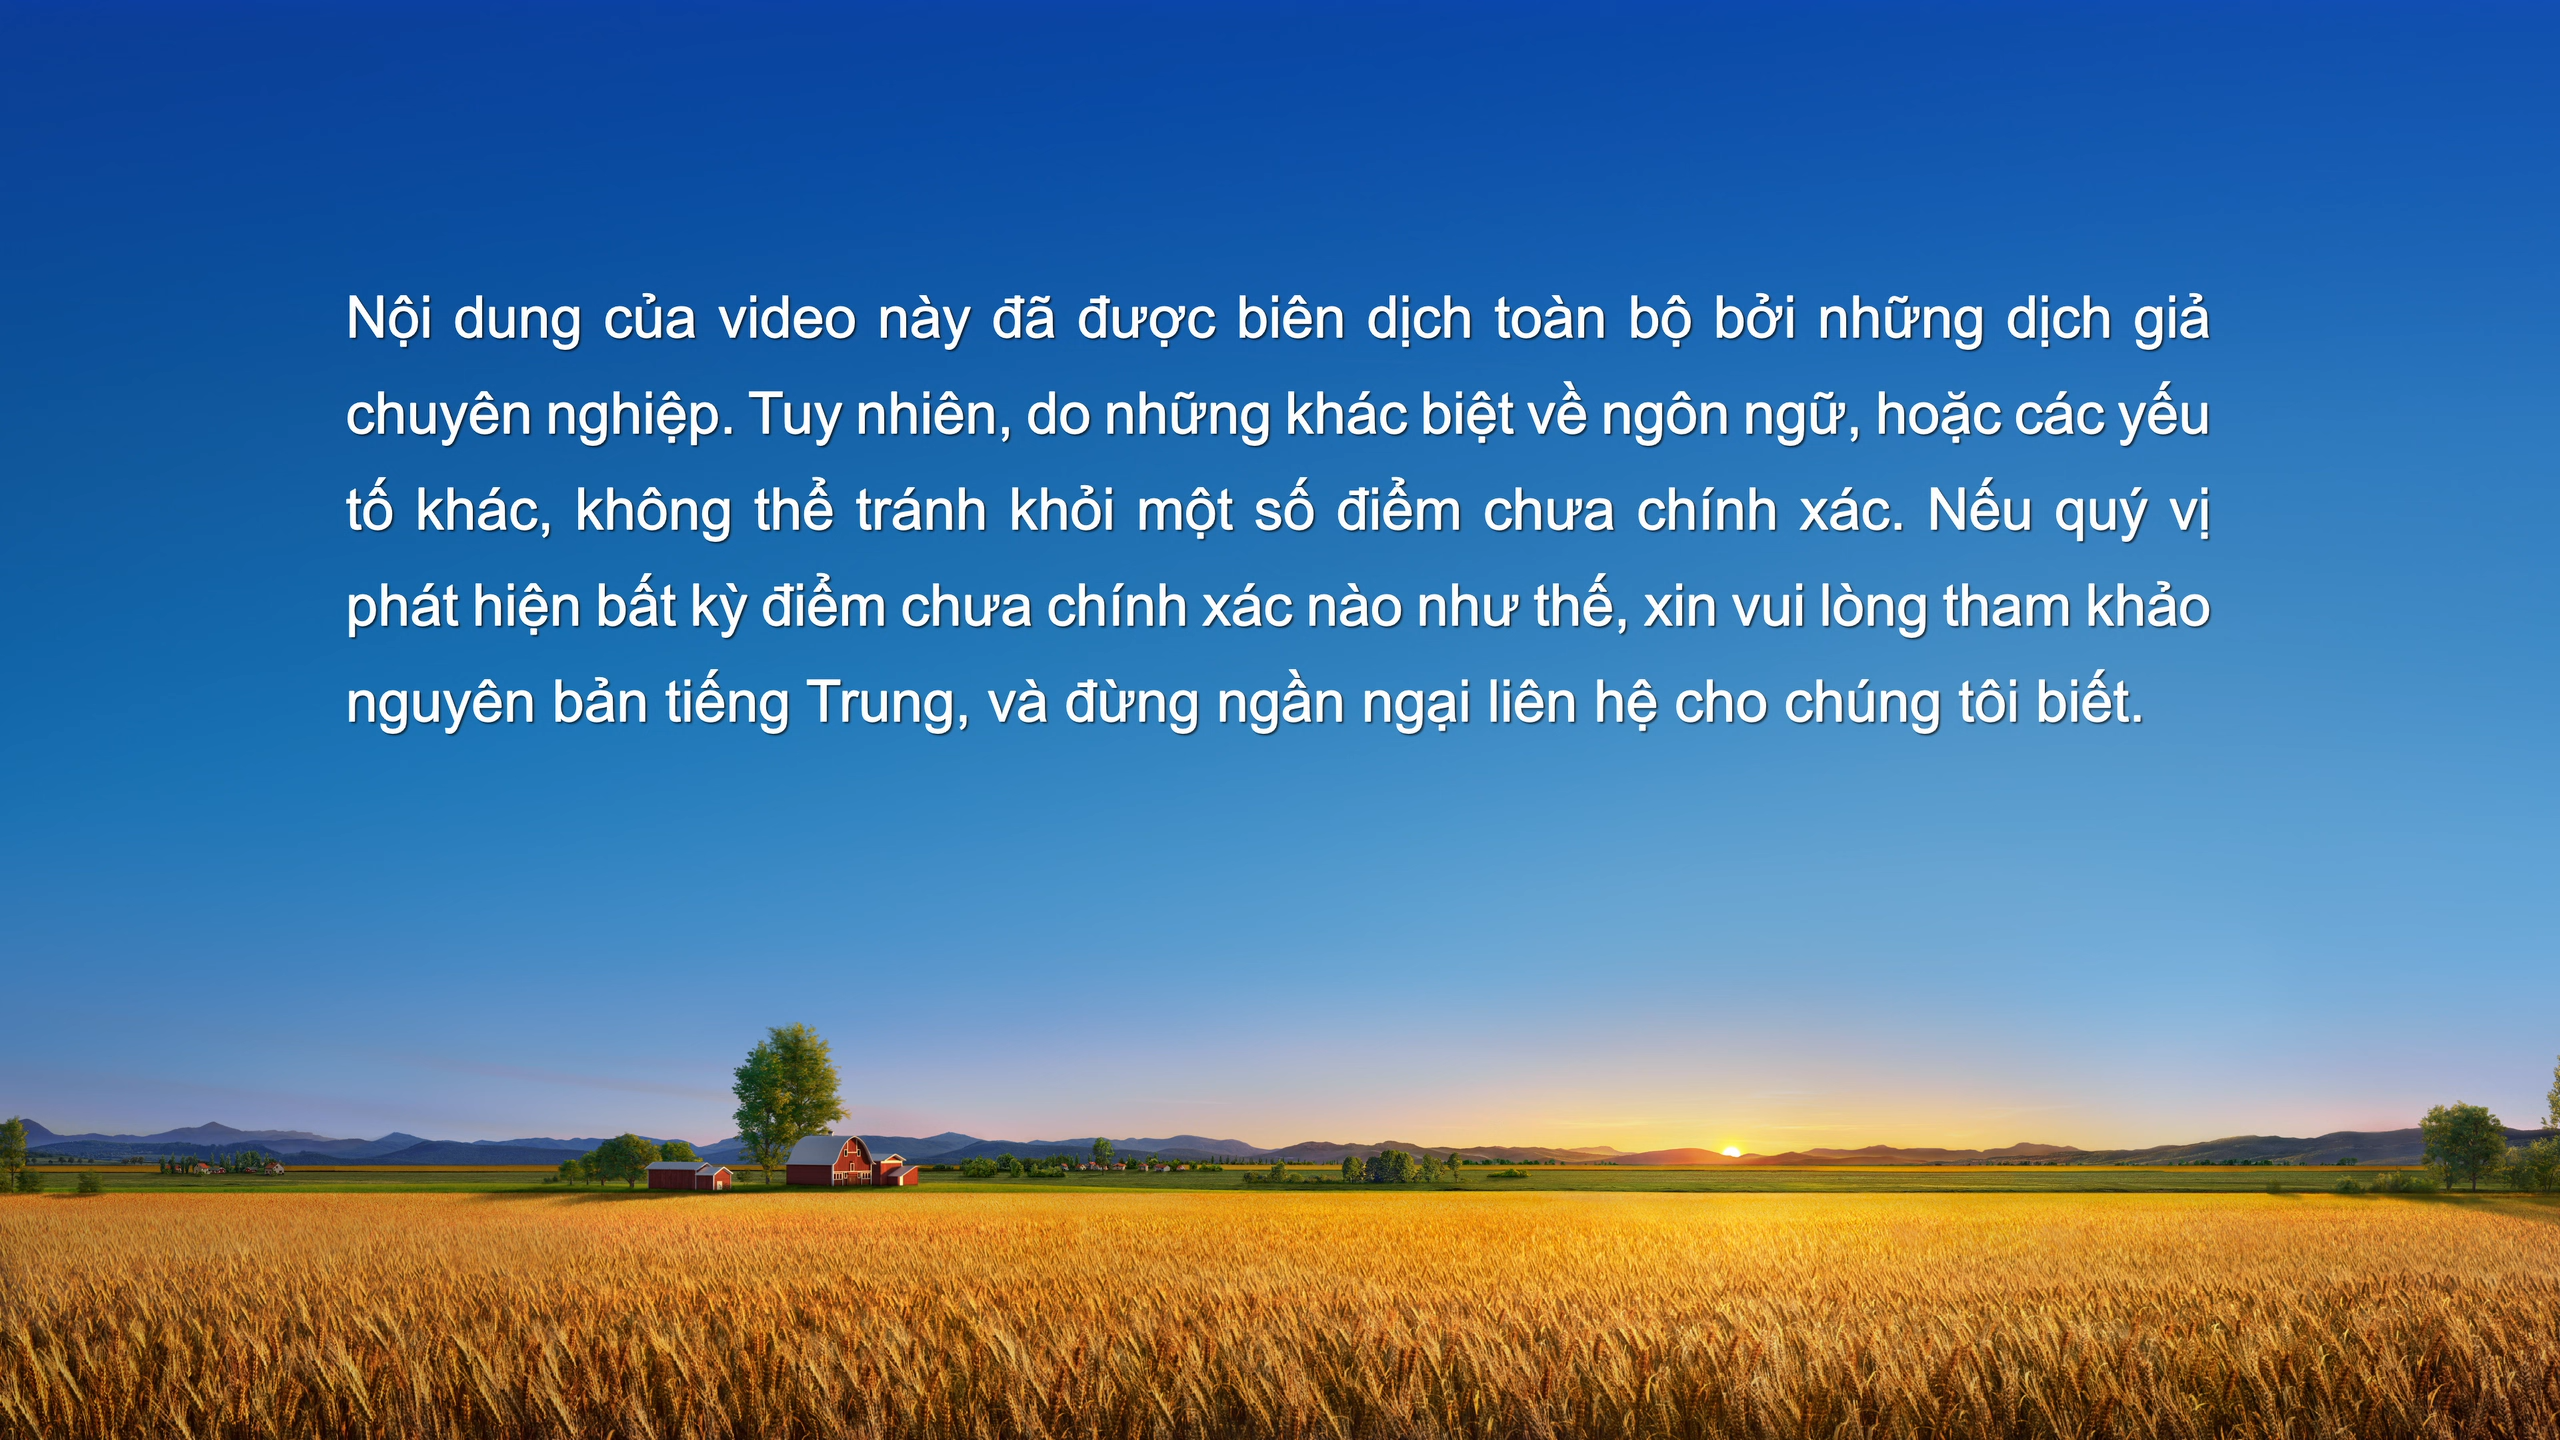 Nội dung của video này đã được biên dịch toàn bộ bởi những dịch giả
chuyên nghiệp. Tuy nhiên, do những khác biệt về ngôn ngữ, hoặc các yếu
tố khác, không thể tránh khỏi một số điểm chưa chính xác. Nếu quý vị
phát hiện bất kỳ điểm chưa chính xác nào như thế, xin vui lòng tham khảo
nguyên bản tiếng Trung, và đừng ngần ngại liên hệ cho chúng tôi biết.